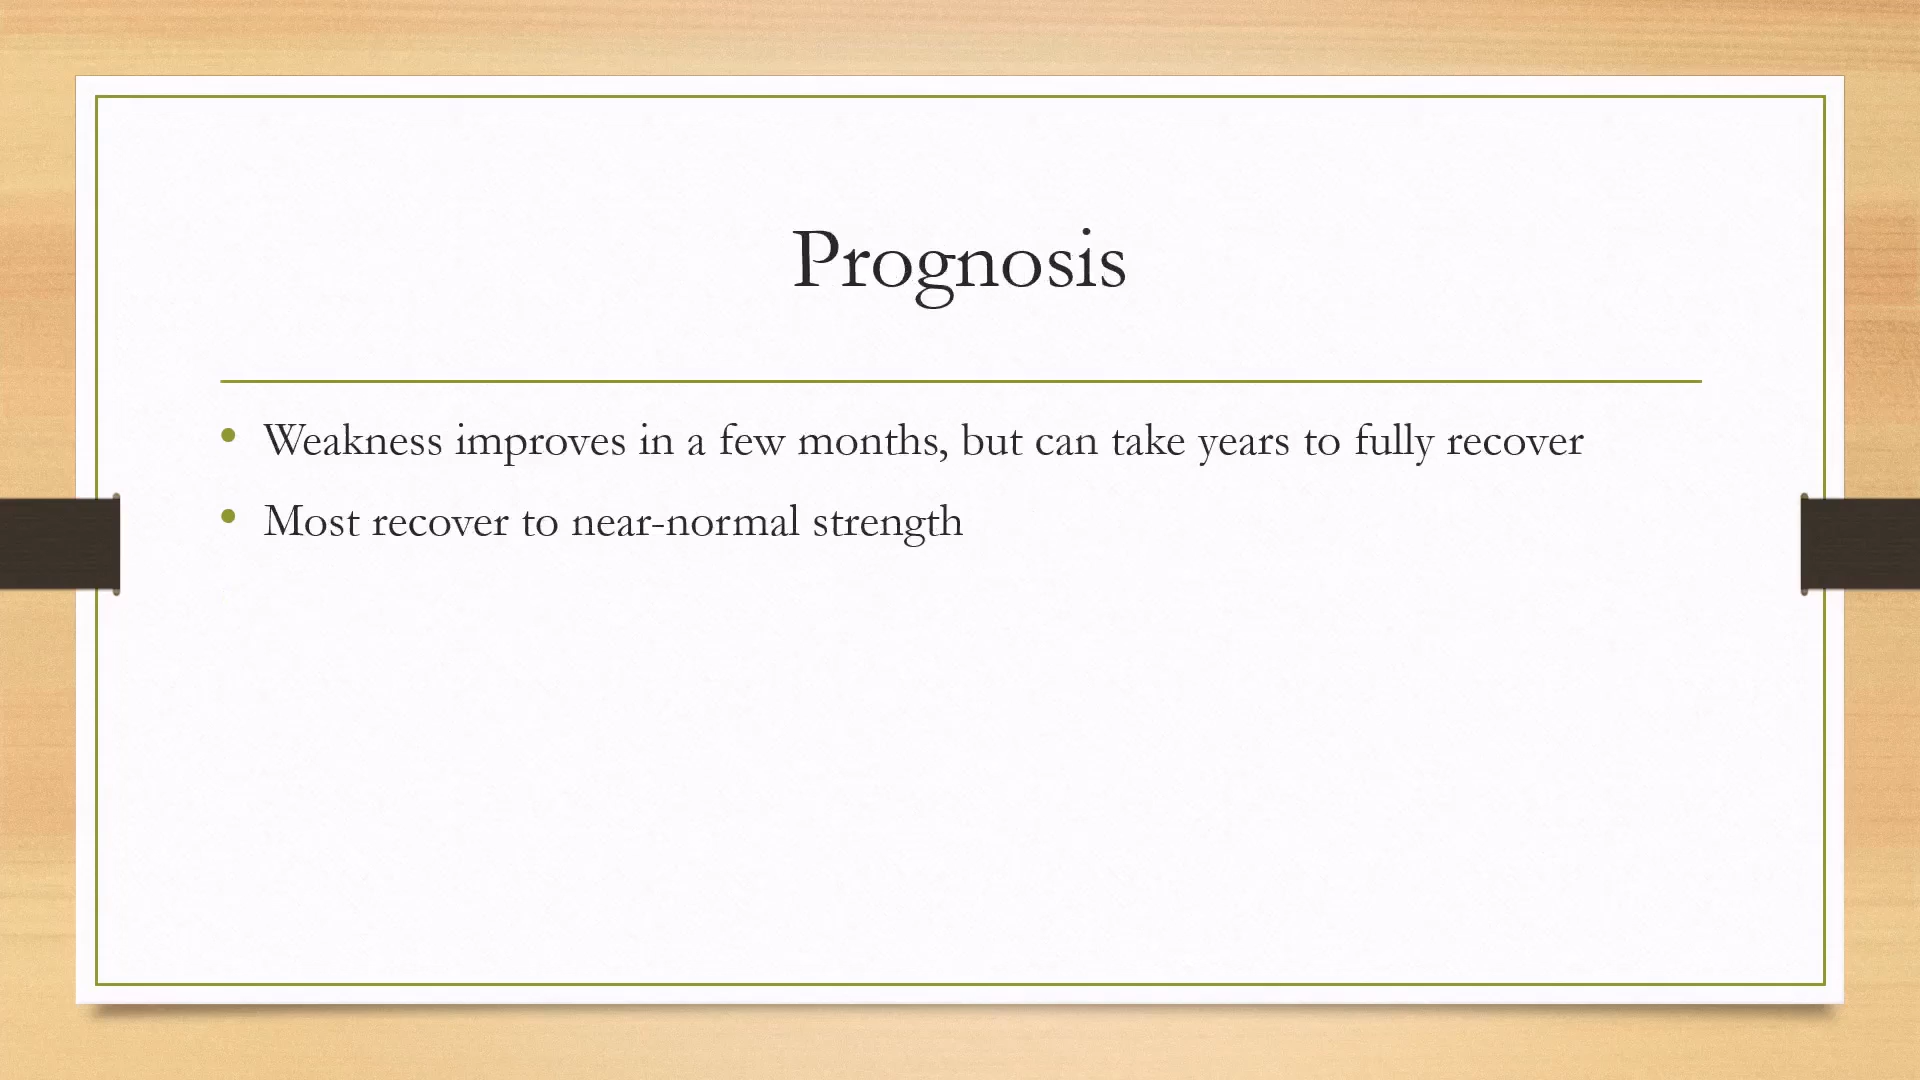 Prognosis
• Weakness improves in a few months, but can take years to fully recover
• Most recover to near-normal strength